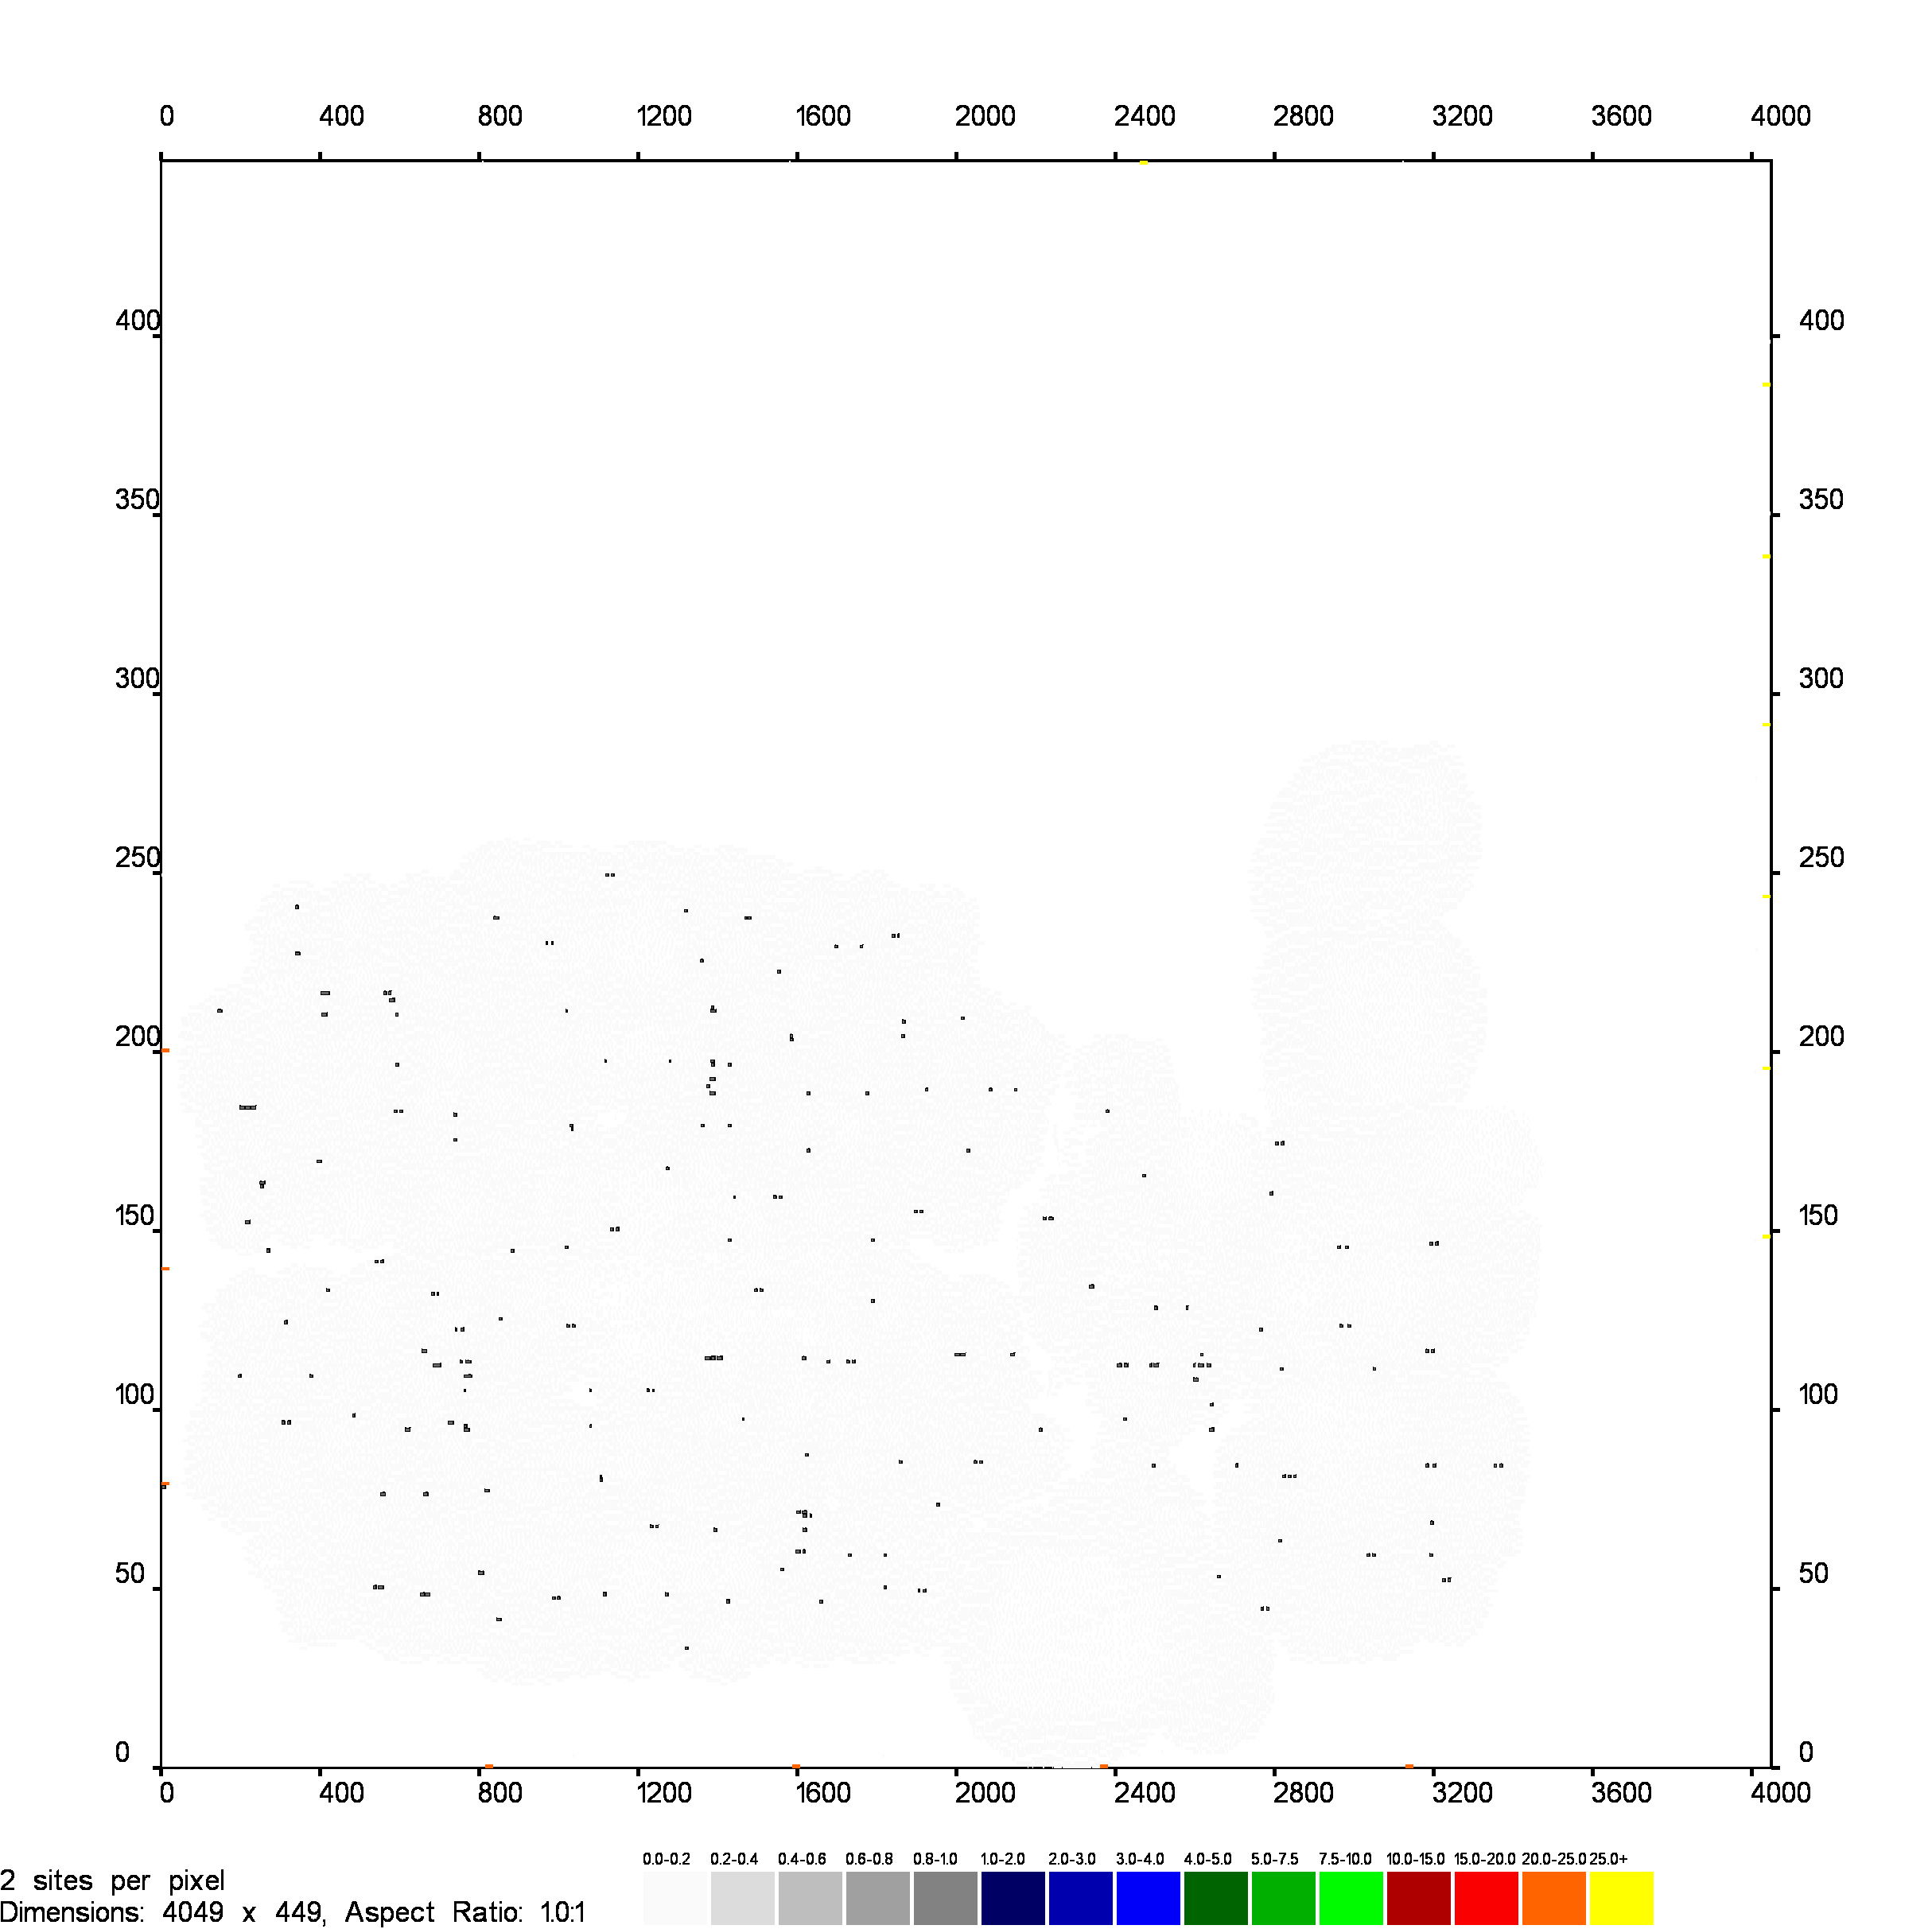 0 400 800 1200 1600 2000 2400 2800 3200 3600 4000
400 400
350 350
300 300
250 250
200 200
150 150
100 100
50 50
0 0
0 400 800 1200 1600 2000 2400 2800 3200 3600 4000
0.0-0.2 0.2-0.4 0.4-0.6 0.6-0.8 0.8-1.0 1.0-2.0 2.0-3.0 3.0-4.0 4.0-5.0 5.0-7.5 7.5-10.0 10.0-15.0 15.0-20.0 20.0-25.0 25.0+
2 sites per pixel
Dimensions: 4049 x 449, Aspect Ratio: 1.0:1